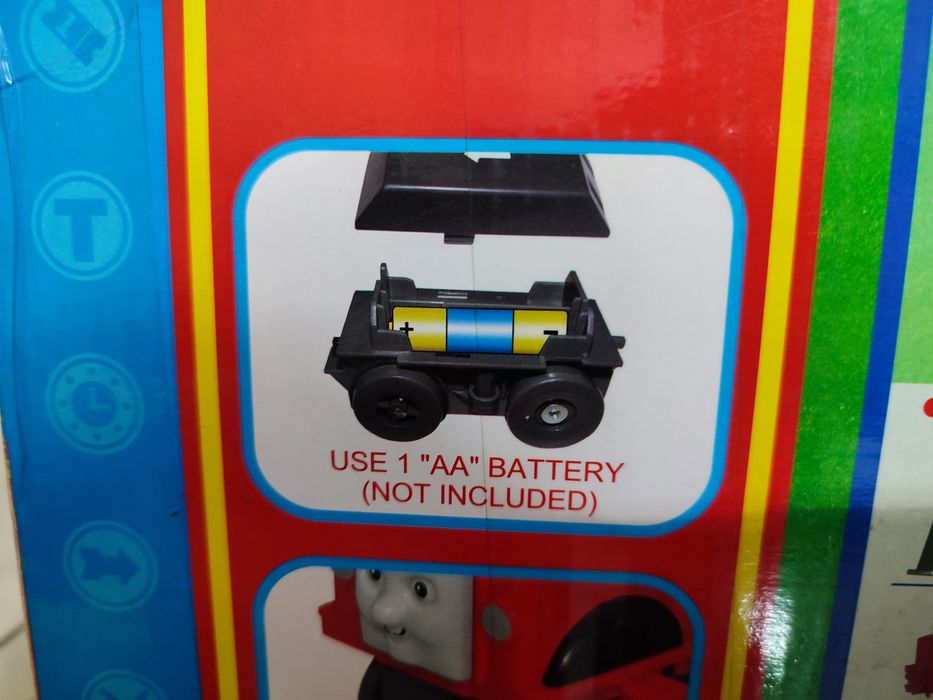 T
+ -
USE 1 "AA" BATTERY
(NOT INCLUDED)